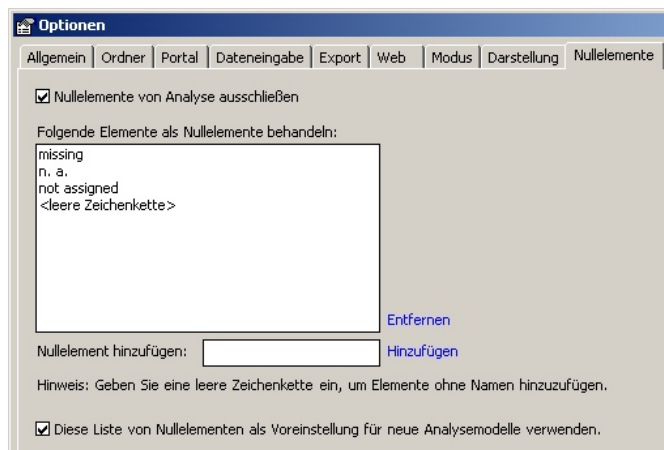 Optionen
Allgemein Ordner Portal Dateneingabe Export Web Modus Darstellung Nullelemente
Nullelemente von Analyse ausschließen
Folgende Elemente als Nullelemente behandeln:
missing
n. a.
not assigned
<leere Zeichenkette>
Entfernen
Nullelement hinzufügen: Hinzufügen
Hinweis: Geben Sie eine leere Zeichenkette ein, um Elemente ohne Namen hinzuzufügen.
Diese Liste von Nullelementen als Voreinstellung für neue Analysemodelle verwenden.